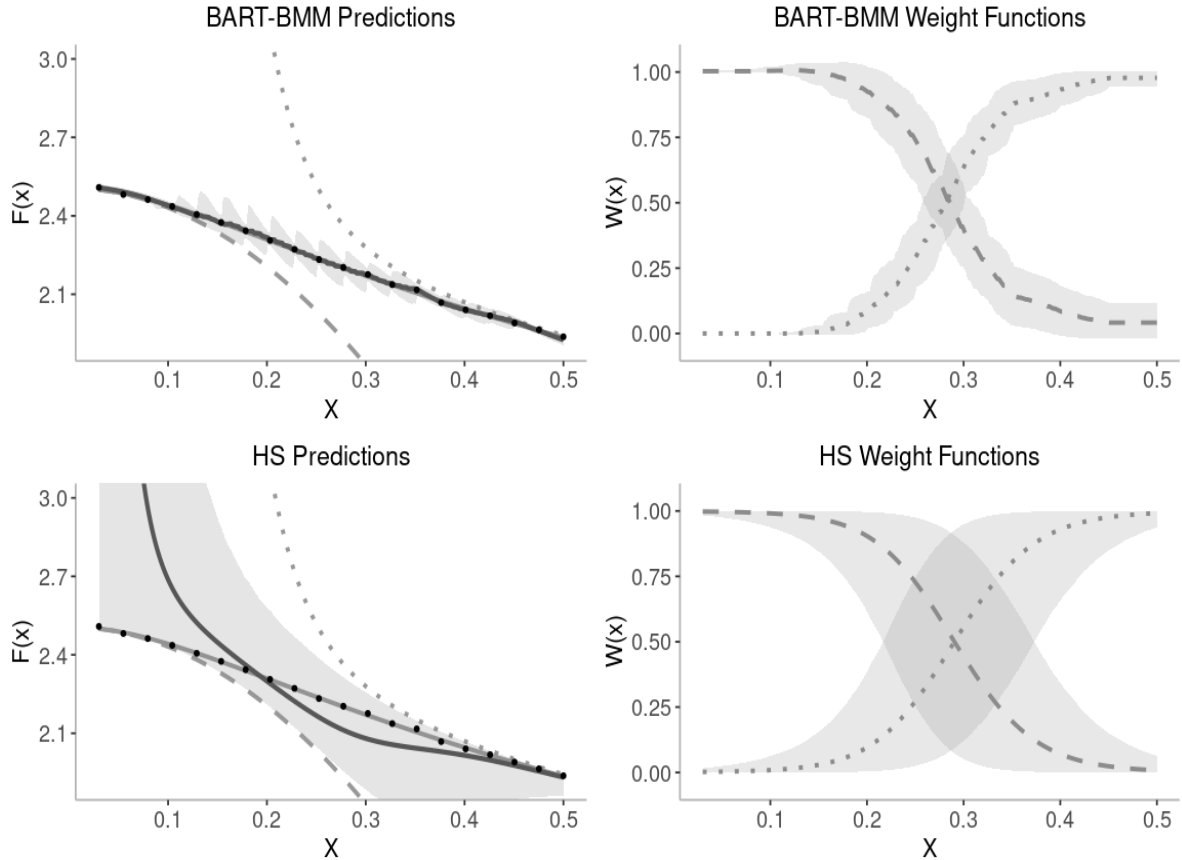 BART-BMM Predictions
F(x)
3.0
2.7
2.4
2.1
0.1 0.2 0.3 0.4 0.5
X
BART-BMM Weight Functions
W(x)
1.00
0.75
0.50
0.25
0.00
0.1 0.2 0.3 0.4 0.5
X
HS Predictions
F(x)
3.0
2.7
2.4
2.1
0.1 0.2 0.3 0.4 0.5
X
HS Weight Functions
W(x)
1.00
0.75
0.50
0.25
0.00
0.1 0.2 0.3 0.4 0.5
X